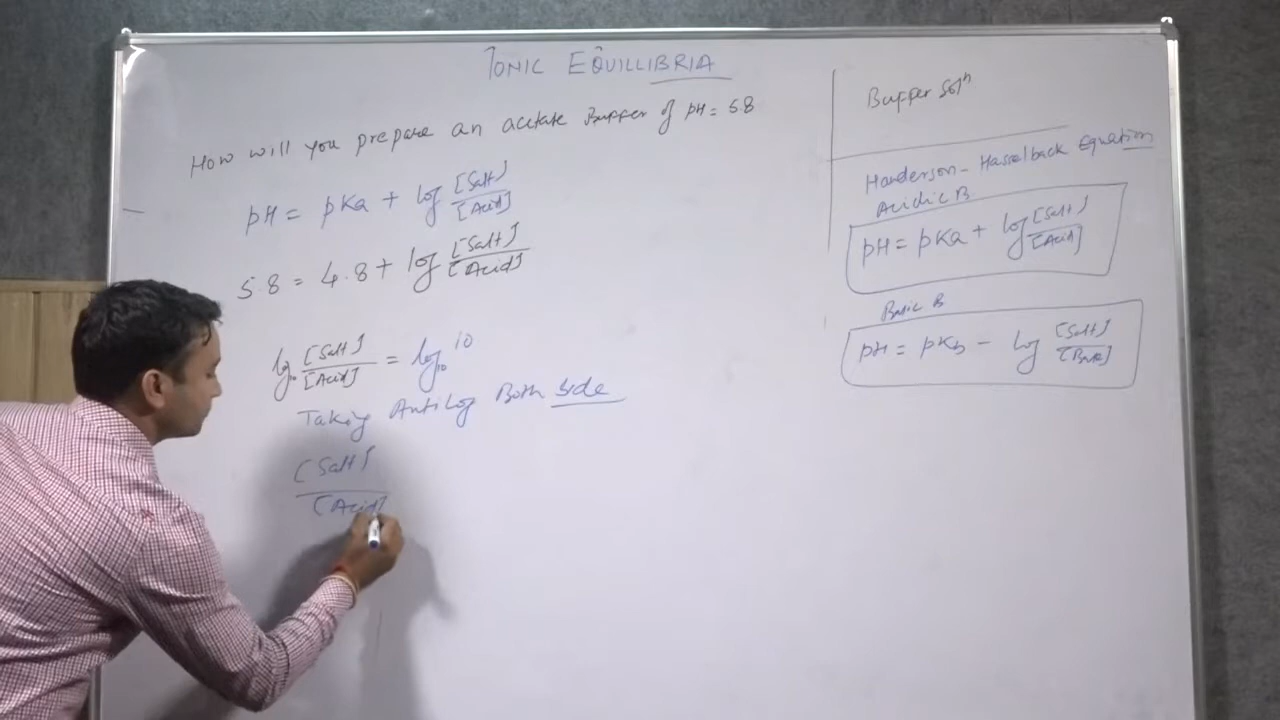 IONIC EQUILLIBRIA
How will you prepare an acetate Buffer of pH = 5.8
pH = pKa + log [Salt]/[Acid]
5.8 = 4.8 + log [Salt]/[Acid]
log10 [Salt]/[Acid] = log10 10
Taking Antilog Both Side
[Salt]
[Acid]
Buffer Soln
Handerson - Hasselback Equation
Acidic B
pH = pKa + log [Salt]/[Acid]
Basic B
pH = pKb - log [Salt]/[Base]